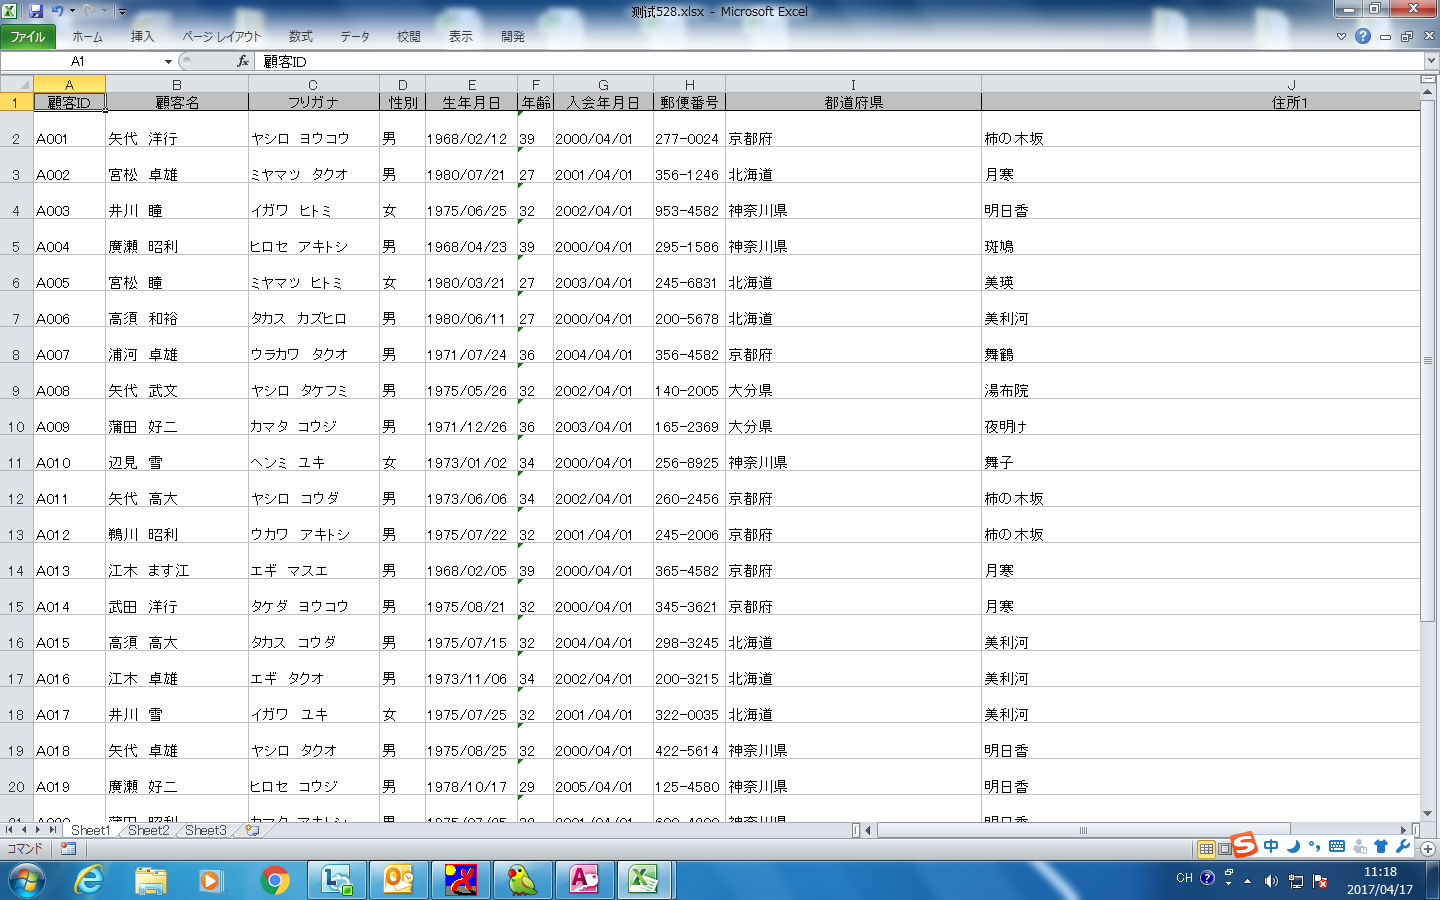 测试528.xlsx - Microsoft Excel
ファイル ホーム 挿入 ページ レイアウト 数式 データ 校閲 表示 開発
A1 fx 顧客ID
A B C D E F G H I J
1 顧客ID 顧客名 フリガナ 性別 生年月日 年齢 入会年月日 郵便番号 都道府県 住所1
2 A001 矢代 洋行 ヤシロ ヨウコウ 男 1968/02/12 39 2000/04/01 277-0024 京都府 柿の木坂
3 A002 宮松 卓雄 ミヤマツ タクオ 男 1980/07/21 27 2001/04/01 356-1246 北海道 月寒
4 A003 井川 瞳 イガワ ヒトミ 女 1975/06/25 32 2002/04/01 953-4582 神奈川県 明日香
5 A004 廣瀬 昭利 ヒロセ アキトシ 男 1968/04/23 39 2000/04/01 295-1586 神奈川県 斑鳩
6 A005 宮松 瞳 ミヤマツ ヒトミ 女 1980/03/21 27 2003/04/01 245-6831 北海道 美瑛
7 A006 高須 和裕 タカス カズヒロ 男 1980/06/11 27 2000/04/01 200-5678 北海道 美利河
8 A007 浦河 卓雄 ウラカワ タクオ 男 1971/07/24 36 2004/04/01 356-4582 京都府 舞鶴
9 A008 矢代 武文 ヤシロ タケフミ 男 1975/05/26 32 2002/04/01 140-2005 大分県 湯布院
10 A009 蒲田 好二 カマタ コウジ 男 1971/12/26 36 2003/04/01 165-2369 大分県 夜明け
11 A010 辺見 雪 ヘンミ ユキ 女 1973/01/02 34 2000/04/01 256-8925 神奈川県 舞子
12 A011 矢代 高大 ヤシロ コウダ 男 1973/06/06 34 2002/04/01 260-2456 京都府 柿の木坂
13 A012 鵜川 昭利 ウカワ アキトシ 男 1975/07/22 32 2001/04/01 245-2006 京都府 柿の木坂
14 A013 江木 ます江 エギ マスエ 男 1968/02/05 39 2000/04/01 365-4582 京都府 月寒
15 A014 武田 洋行 タケダ ヨウコウ 男 1975/08/21 32 2000/04/01 345-3621 京都府 月寒
16 A015 高須 高大 タカス コウダ 男 1975/07/15 32 2004/04/01 298-3245 北海道 美利河
17 A016 江木 卓雄 エギ タクオ 男 1973/11/06 34 2002/04/01 200-3215 北海道 美利河
18 A017 井川 雪 イガワ ユキ 女 1975/07/25 32 2001/04/01 322-0035 北海道 美利河
19 A018 矢代 卓雄 ヤシロ タクオ 男 1975/08/25 32 2000/04/01 422-5614 神奈川県 明日香
20 A019 廣瀬 好二 ヒロセ コウジ 男 1978/10/17 29 2005/04/01 125-4580 神奈川県 明日香
Sheet1 Sheet2 Sheet3
コマンド
中
CH 11:18
2017/04/17